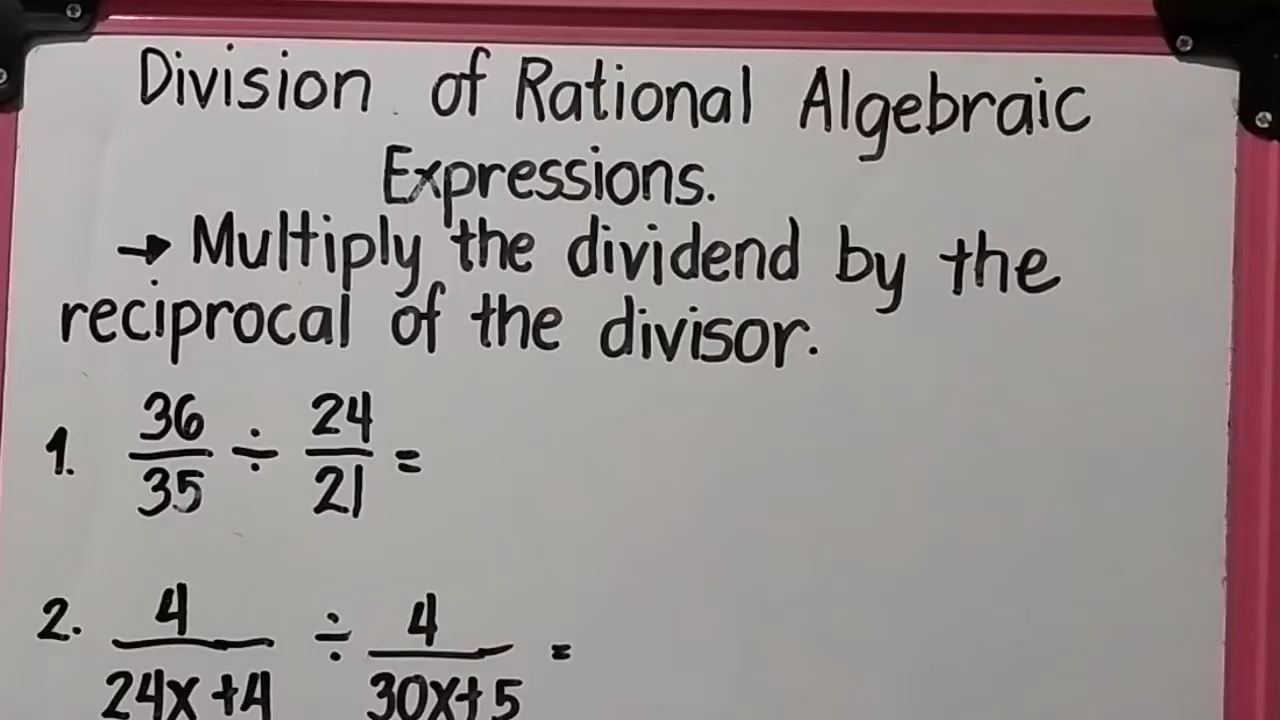 Division of Rational Algebraic
Expressions.
→ Multiply the dividend by the
reciprocal of the divisor.
1. 36/35 ÷ 24/21 =
2. 4/24x+4 ÷ 4/30x+5 =